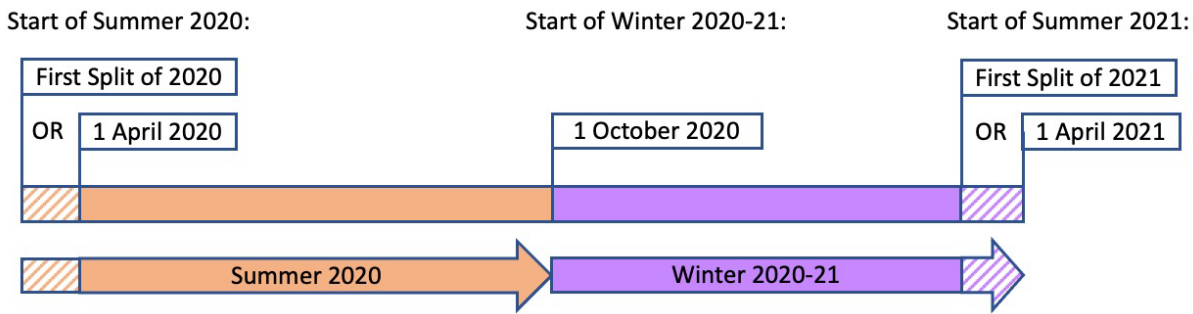 Start of Summer 2020:
Start of Winter 2020-21:
Start of Summer 2021:
First Split of 2020
First Split of 2021
OR
1 April 2020
1 October 2020
OR
1 April 2021
Summer 2020
Winter 2020-21